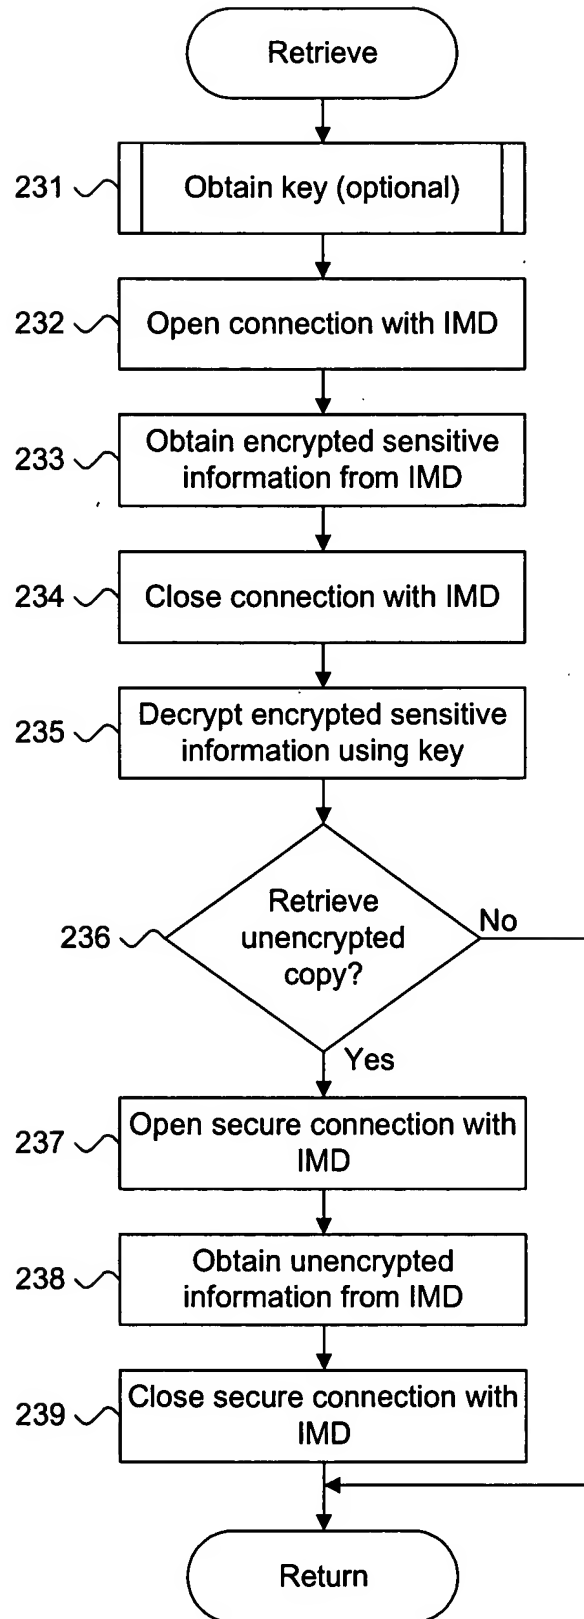 Retrieve
231
Obtain key (optional)
232
Open connection with IMD
233
Obtain encrypted sensitive
information from IMD
234
Close connection with IMD
235
Decrypt encrypted sensitive
information using key
236
Retrieve
unencrypted
copy?
No
Yes
237
Open secure connection with
IMD
238
Obtain unencrypted
information from IMD
239
Close secure connection with
IMD
Return